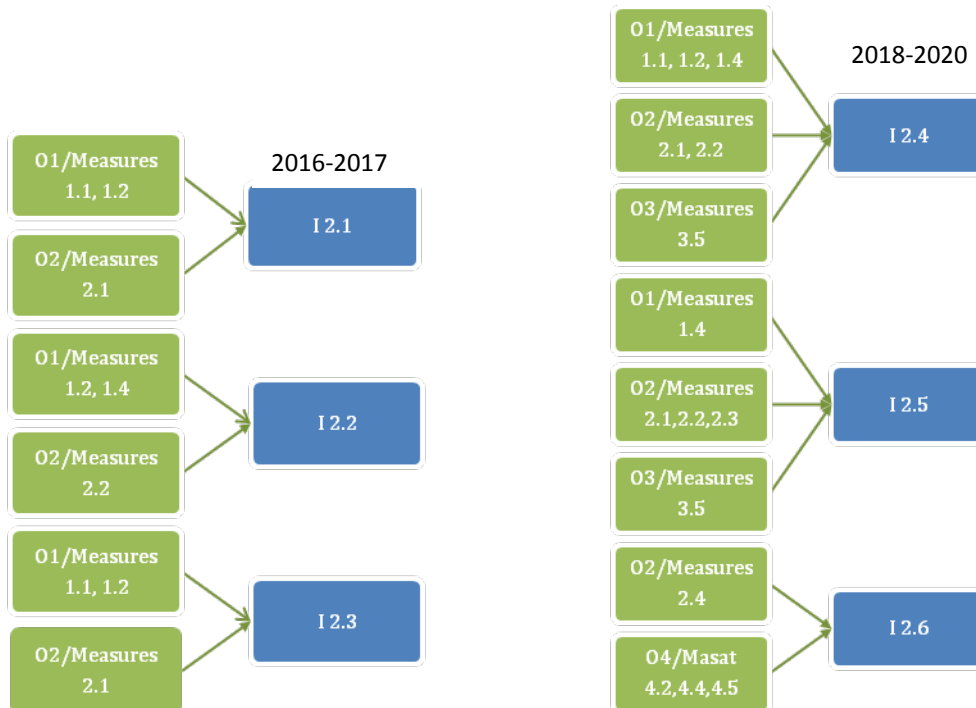 2016-2017
O1/Measures
1.1, 1.2
O2/Measures
2.1
I 2.1
O1/Measures
1.2, 1.4
O2/Measures
2.2
I 2.2
O1/Measures
1.1, 1.2
O2/Measures
2.1
I 2.3
2018-2020
O1/Measures
1.1, 1.2, 1.4
O2/Measures
2.1, 2.2
O3/Measures
3.5
I 2.4
O1/Measures
1.4
O2/Measures
2.1,2.2,2.3
O3/Measures
3.5
I 2.5
O2/Measures
2.4
O4/Masat
4.2,4.4,4.5
I 2.6